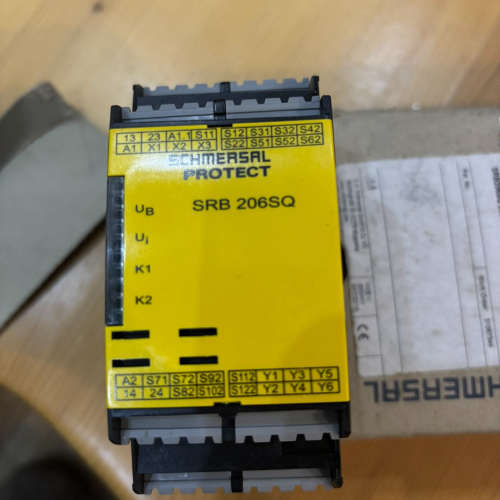 13 23 A1.1 S11 S12 S31 S32 S42
A1 X1 X2 X3 S22 S51 S52 S62
SCHMERSAL
PROTECT
SRB 206SQ
UB
Ui
K1
K2
A2 S71 S72 S92 S112 Y1 Y3 Y5
14 24 S82 S102 S122 Y2 Y4 Y6
CE
HMERSAL